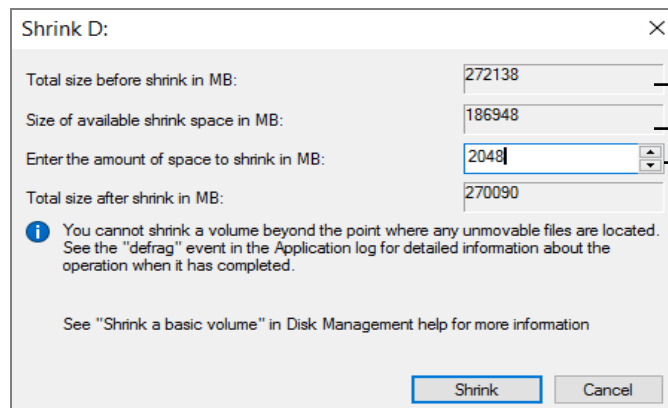 Shrink D:
Total size before shrink in MB: 272138
Size of available shrink space in MB: 186948
Enter the amount of space to shrink in MB: 2048
Total size after shrink in MB: 270090
You cannot shrink a volume beyond the point where any unmovable files are located.
See the "defrag" event in the Application log for detailed information about the
operation when it has completed.
See "Shrink a basic volume" in Disk Management help for more information
Shrink Cancel